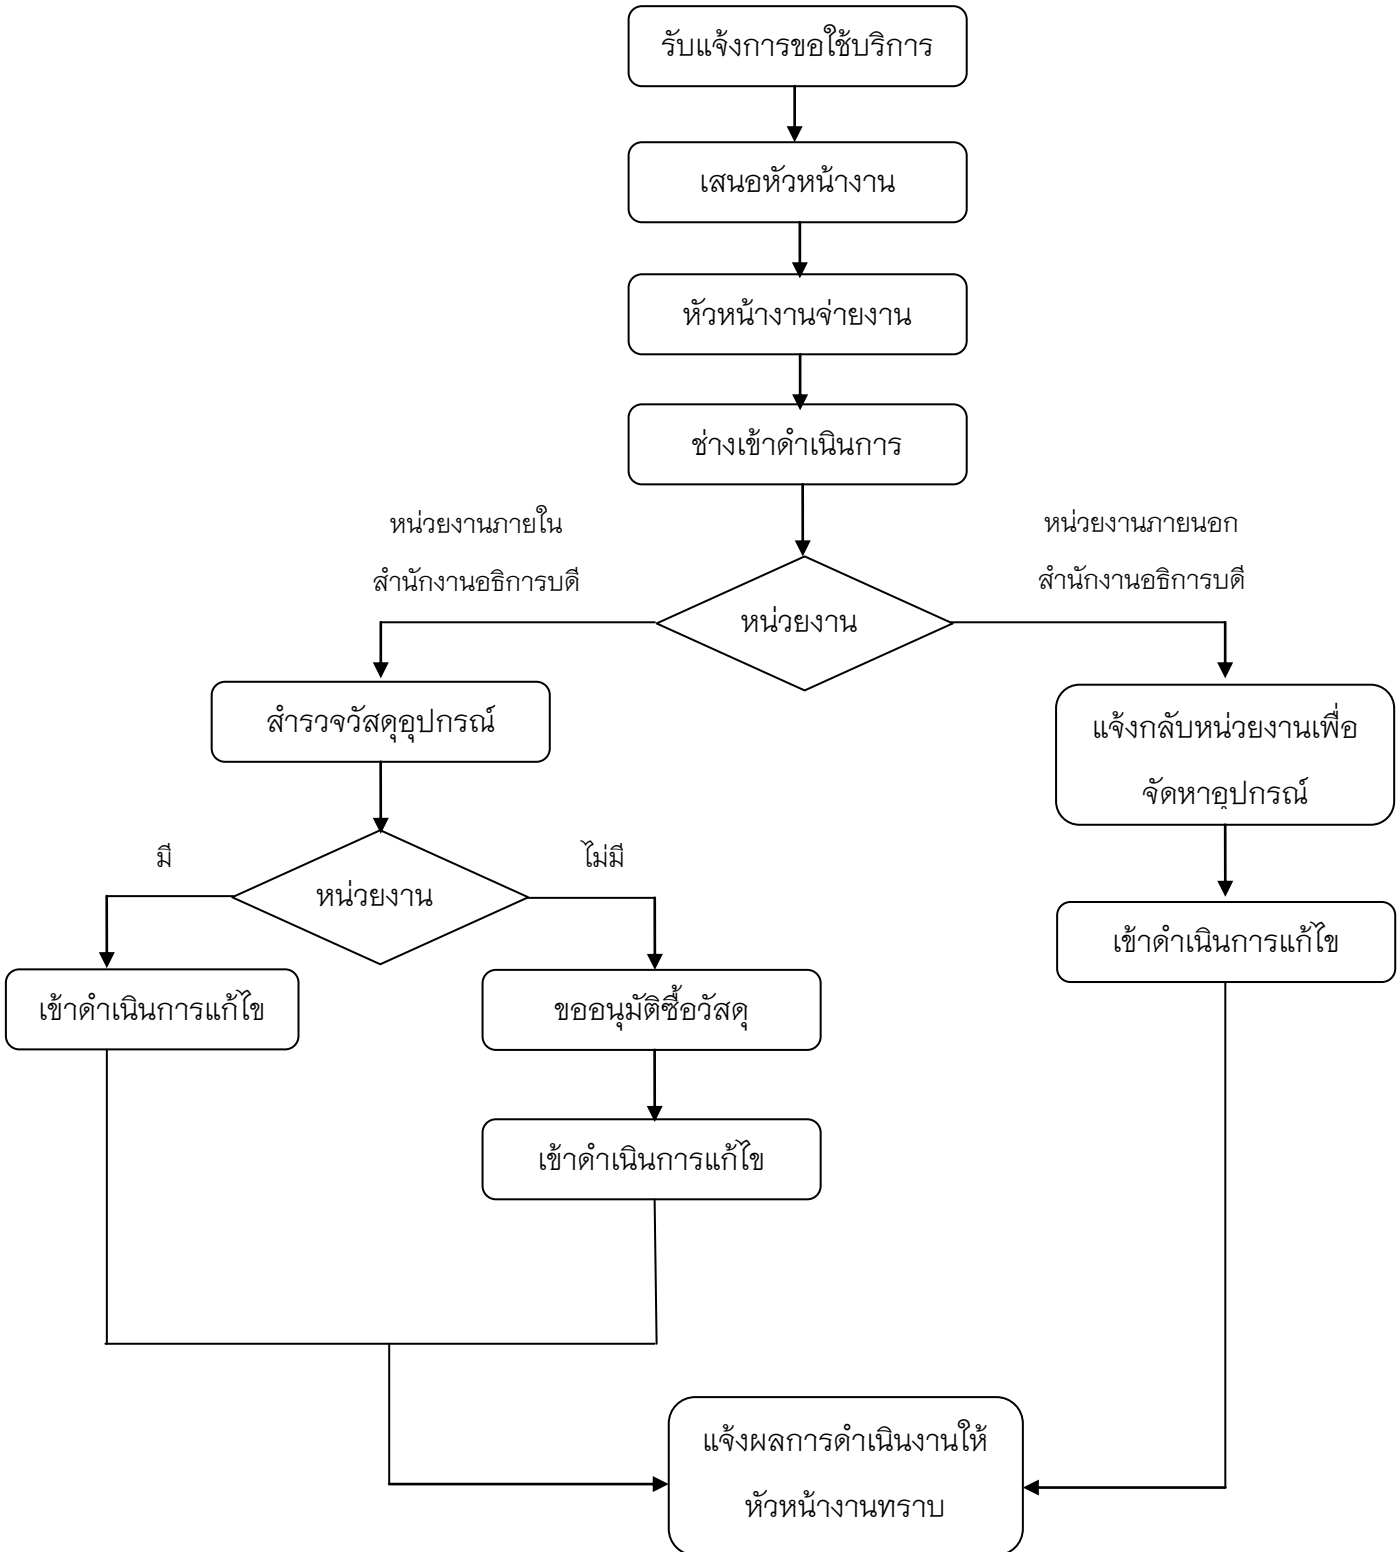 รับแจ้งการขอใช้บริการ
เสนอหัวหน้างาน
หัวหน้างานจ่ายงาน
ช่างเข้าดำเนินการ
หน่วยงานภายใน
สำนักงานอธิการบดี
หน่วยงานภายนอก
สำนักงานอธิการบดี
หน่วยงาน
สำรวจวัสดุอุปกรณ์
แจ้งกลับหน่วยงานเพื่อ
จัดหาอุปกรณ์
มี
ไม่มี
หน่วยงาน
เข้าดำเนินการแก้ไข
เข้าดำเนินการแก้ไข
ขออนุมัติซื้อวัสดุ
เข้าดำเนินการแก้ไข
แจ้งผลการดำเนินงานให้
หัวหน้างานทราบ